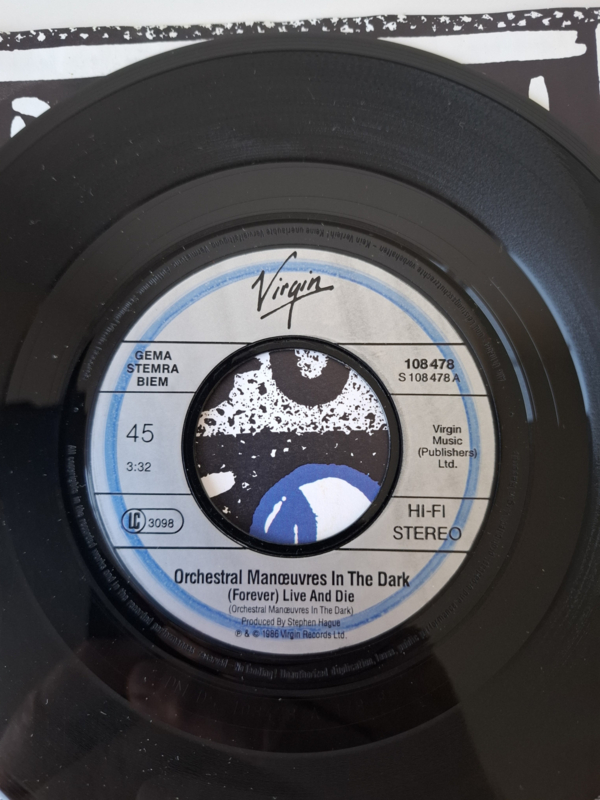 Virgin
GEMA
STEMRA
BIEM
108 478
S 108 478 A
45
3:32
Virgin
Music
(Publishers)
Ltd.
LC 3098
HI-FI
STEREO
Orchestral Manœuvres In The Dark
(Forever) Live And Die
(Orchestral Manœuvres In The Dark)
Produced By Stephen Hague
℗ & © 1986 Virgin Records Ltd.